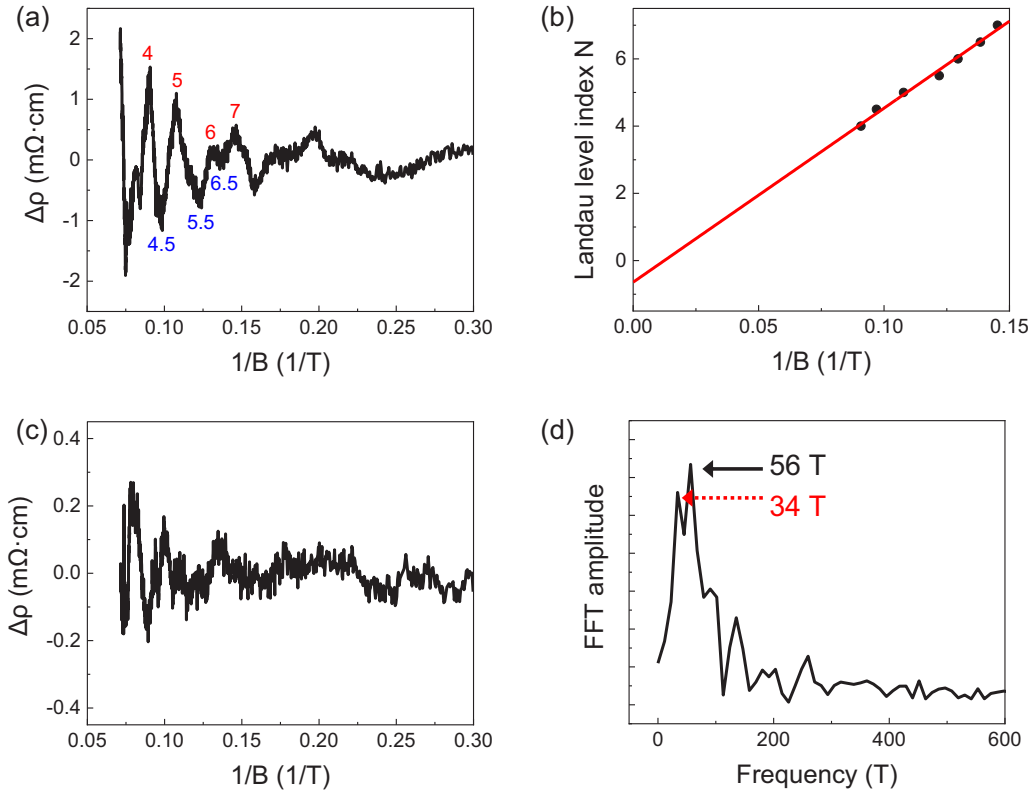 (a)
2
1
0
-1
-2
Δρ (mΩ·cm)
4
5
6
7
4.5
5.5
6.5
0.05
0.10
0.15
0.20
0.25
0.30
1/B (1/T)
(b)
6
4
2
0
Landau level index N
0.00
0.05
0.10
0.15
1/B (1/T)
(c)
0.4
0.2
0.0
-0.2
-0.4
Δρ (mΩ·cm)
0.05
0.10
0.15
0.20
0.25
0.30
1/B (1/T)
(d)
56 T
34 T
FFT amplitude
0
200
400
600
Frequency (T)